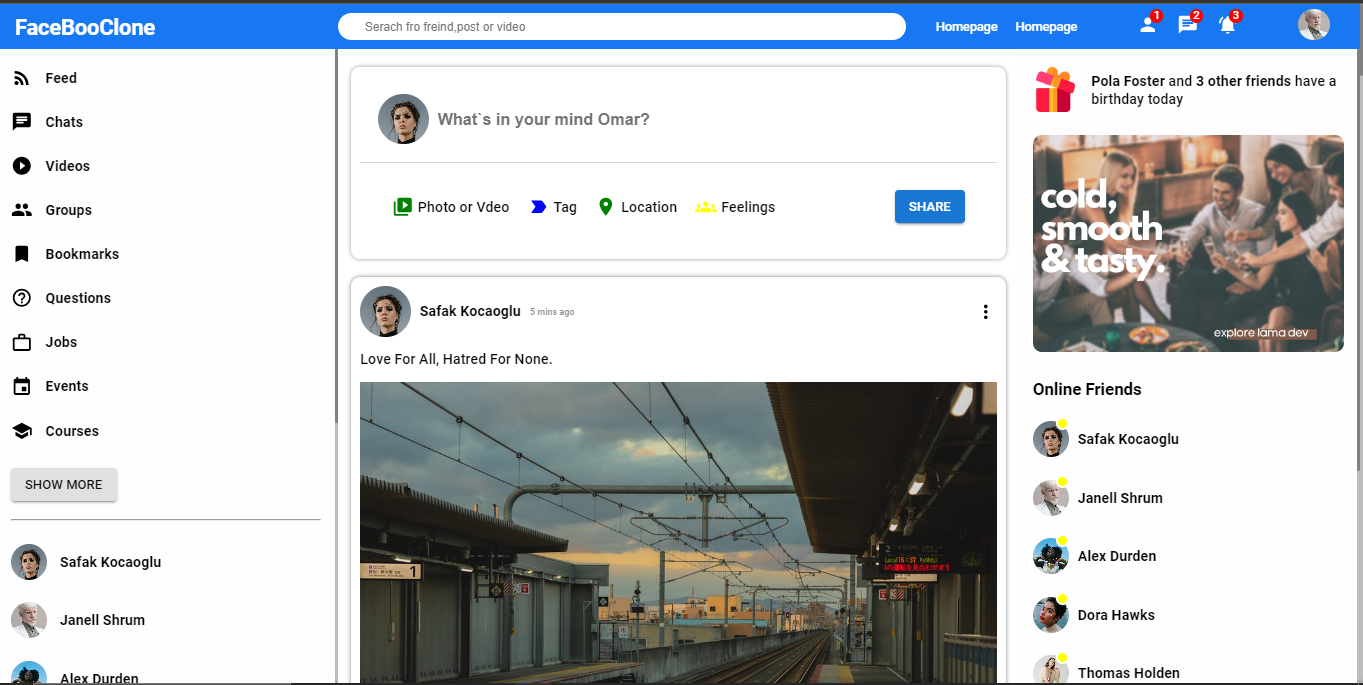 FaceBooClone
Serach fro freind,post or video
Homepage
Homepage
1
2
3
Feed
Chats
Videos
Groups
Bookmarks
Questions
Jobs
Events
Courses
SHOW MORE
Safak Kocaoglu
Janell Shrum
Alex Durden
What`s in your mind Omar?
Photo or Vdeo
Tag
Location
Feelings
SHARE
Safak Kocaoglu 5 mins ago
Love For All, Hatred For None.
1
2
Pola Foster and 3 other friends have a
birthday today
cold,
smooth
& tasty.
explore lama dev
Online Friends
Safak Kocaoglu
Janell Shrum
Alex Durden
Dora Hawks
Thomas Holden